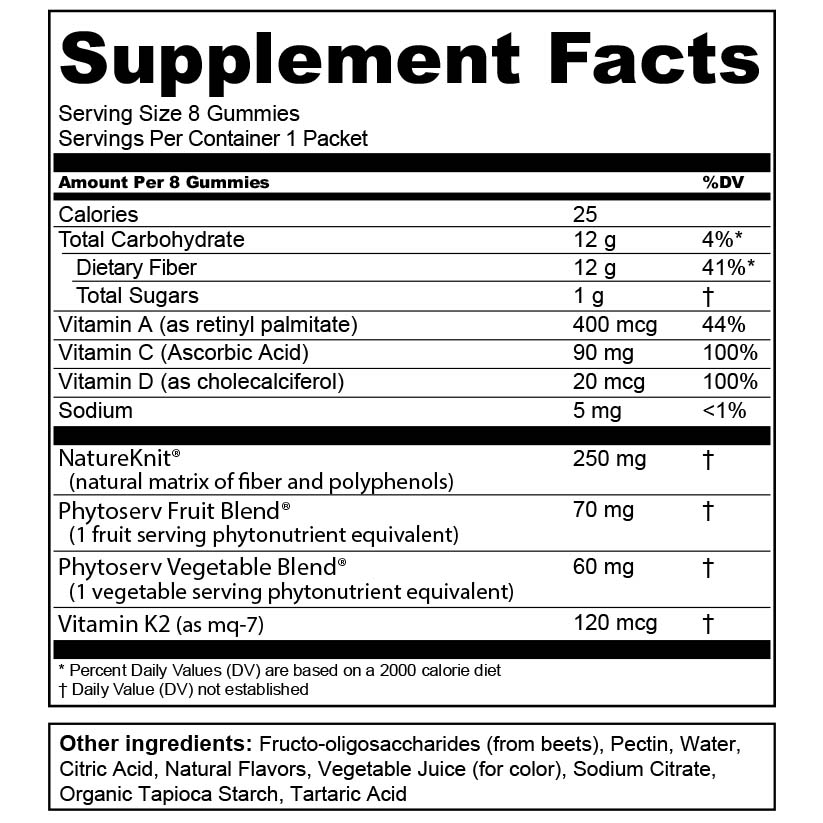 Supplement Facts
Serving Size 8 Gummies
Servings Per Container 1 Packet
Amount Per 8 Gummies %DV
Calories 25
Total Carbohydrate 12 g 4%*
Dietary Fiber 12 g 41%*
Total Sugars 1 g †
Vitamin A (as retinyl palmitate) 400 mcg 44%
Vitamin C (Ascorbic Acid) 90 mg 100%
Vitamin D (as cholecalciferol) 20 mcg 100%
Sodium 5 mg <1%
NatureKnit® 250 mg †
(natural matrix of fiber and polyphenols)
Phytoserv Fruit Blend® 70 mg †
(1 fruit serving phytonutrient equivalent)
Phytoserv Vegetable Blend® 60 mg †
(1 vegetable serving phytonutrient equivalent)
Vitamin K2 (as mq-7) 120 mcg †
* Percent Daily Values (DV) are based on a 2000 calorie diet
† Daily Value (DV) not established
Other ingredients: Fructo-oligosaccharides (from beets), Pectin, Water,
Citric Acid, Natural Flavors, Vegetable Juice (for color), Sodium Citrate,
Organic Tapioca Starch, Tartaric Acid